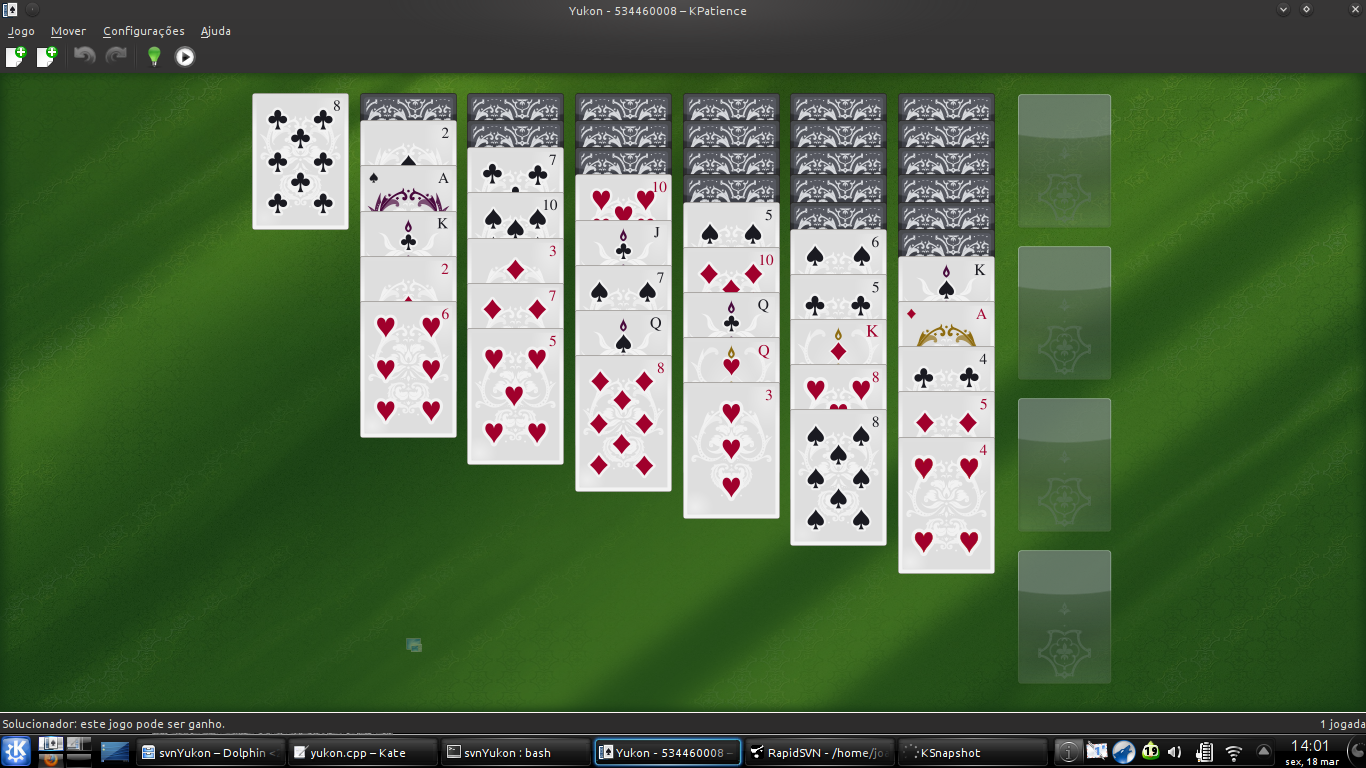 Yukon - 534460008 – KPatience
Jogo Mover Configurações Ajuda
8
2
A
K
2
6
7
10
3
7
5
10
J
7
Q
8
5
10
Q
Q
3
6
5
K
8
8
K
A
4
5
4
Solucionador: este jogo pode ser ganho.
1 jogada
svnYukon – Dolphin <
yukon.cpp – Kate
svnYukon : bash
Yukon - 534460008 –
RapidSVN - /home/jo
KSnapshot
14:01
sex, 18 mar